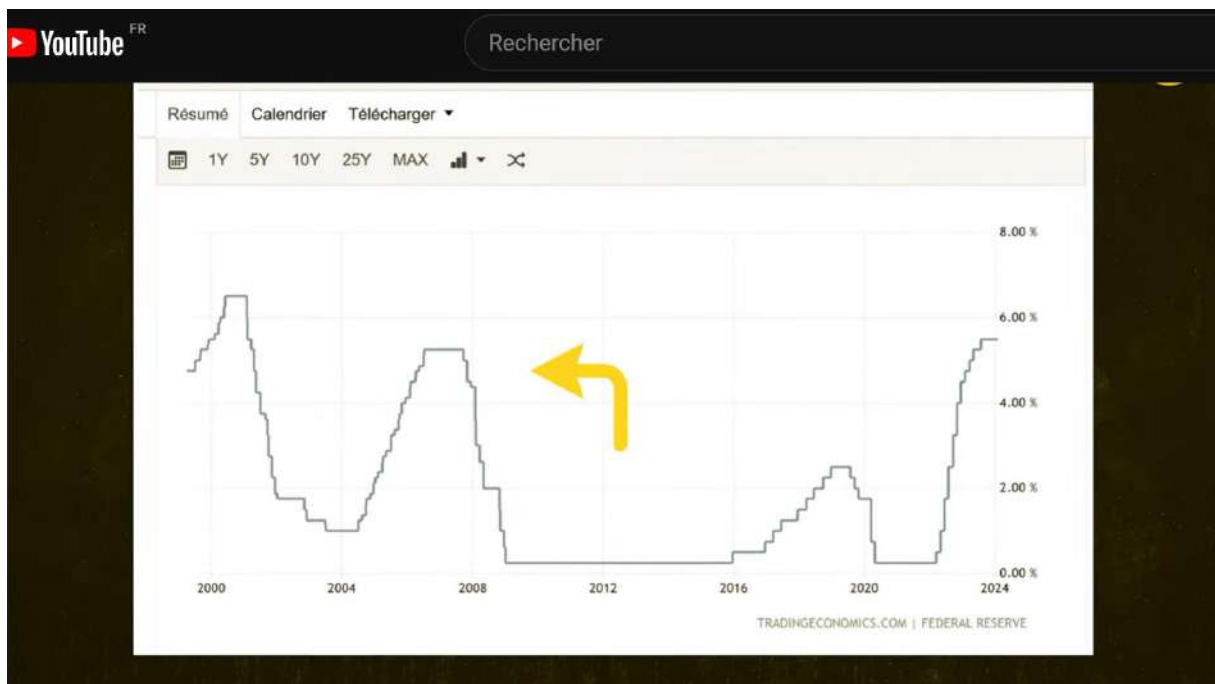 YouTube FR
Rechercher
Résumé Calendrier Télécharger
1Y 5Y 10Y 25Y MAX
8.00 %
6.00 %
4.00 %
2.00 %
0.00 %
2000 2004 2008 2012 2016 2020 2024
TRADINGECONOMICS.COM | FEDERAL RESERVE